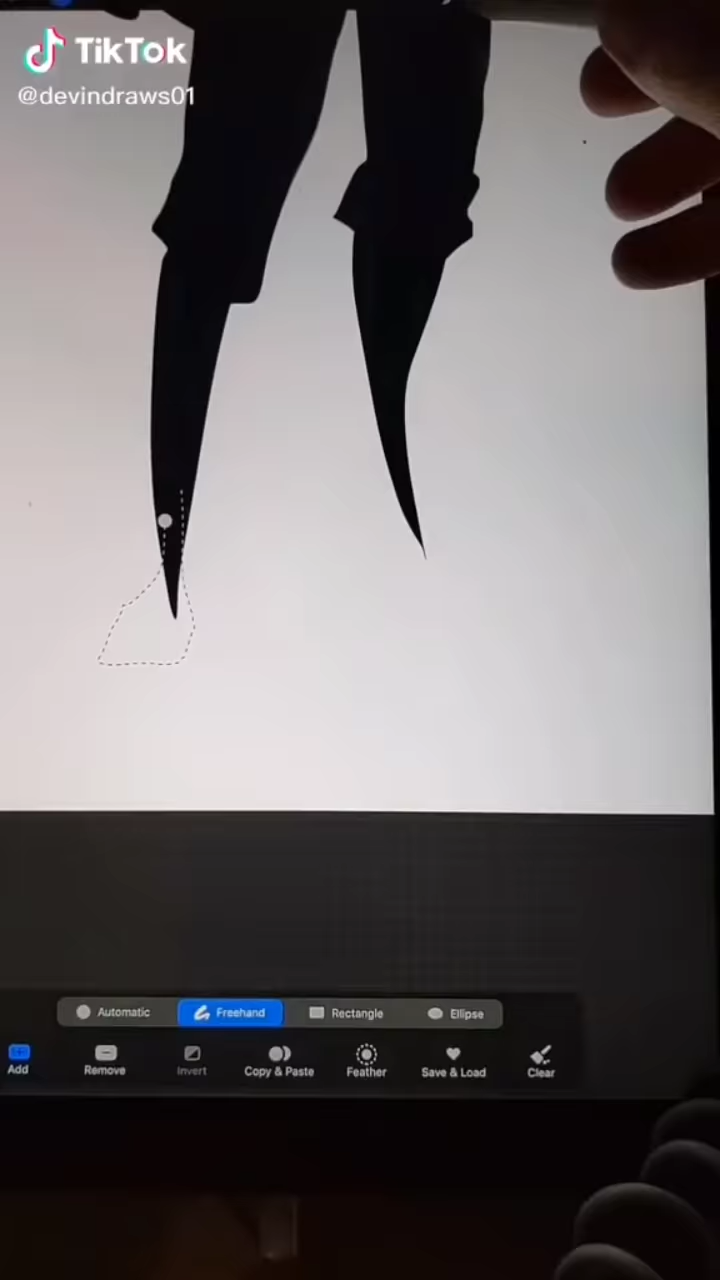 TikTok
@devindraws01
Automatic
Freehand
Rectangle
Ellipse
Add
Remove
Invert
Copy & Paste
Feather
Save & Load
Clear